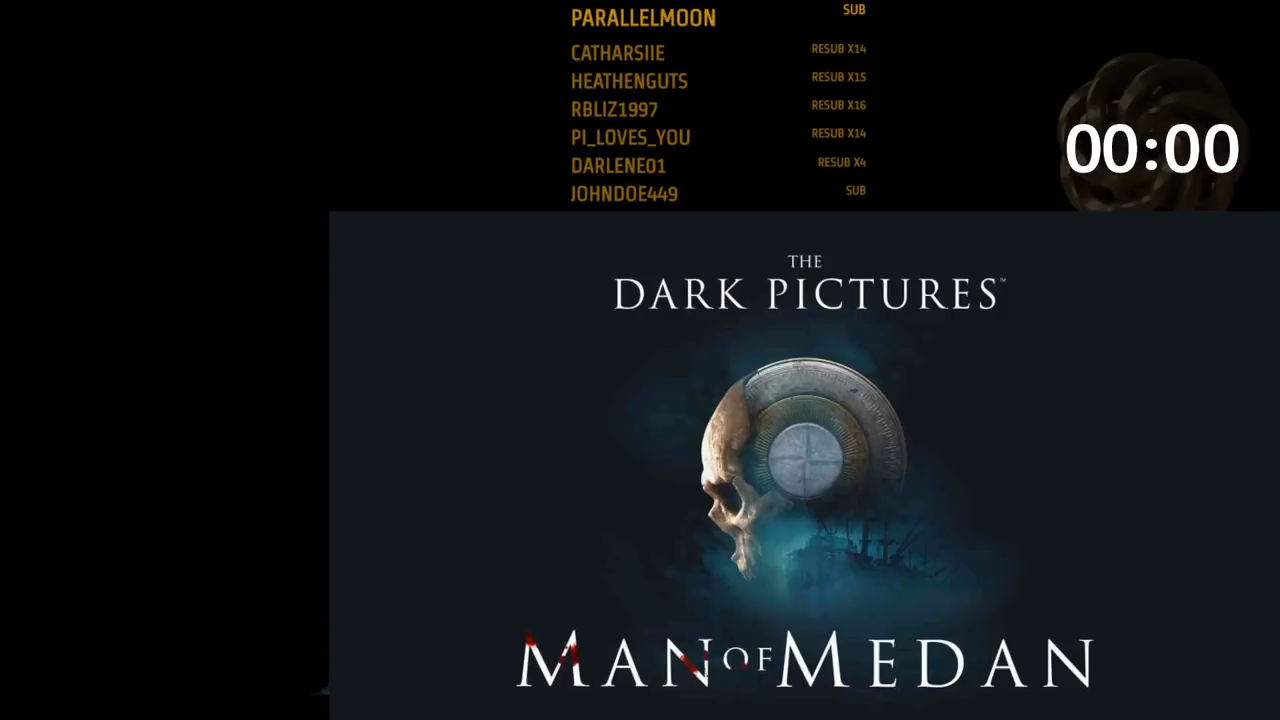 PARALLELMOON SUB
CATHARSIIE RESUB X14
HEATHENGUTS RESUB X15
RBLIZ1997 RESUB X16
PI_LOVES_YOU RESUB X14
DARLENE01 RESUB X4
JOHNDOE449 SUB
00:00
THE
DARK PICTURES™
MAN OF MEDAN